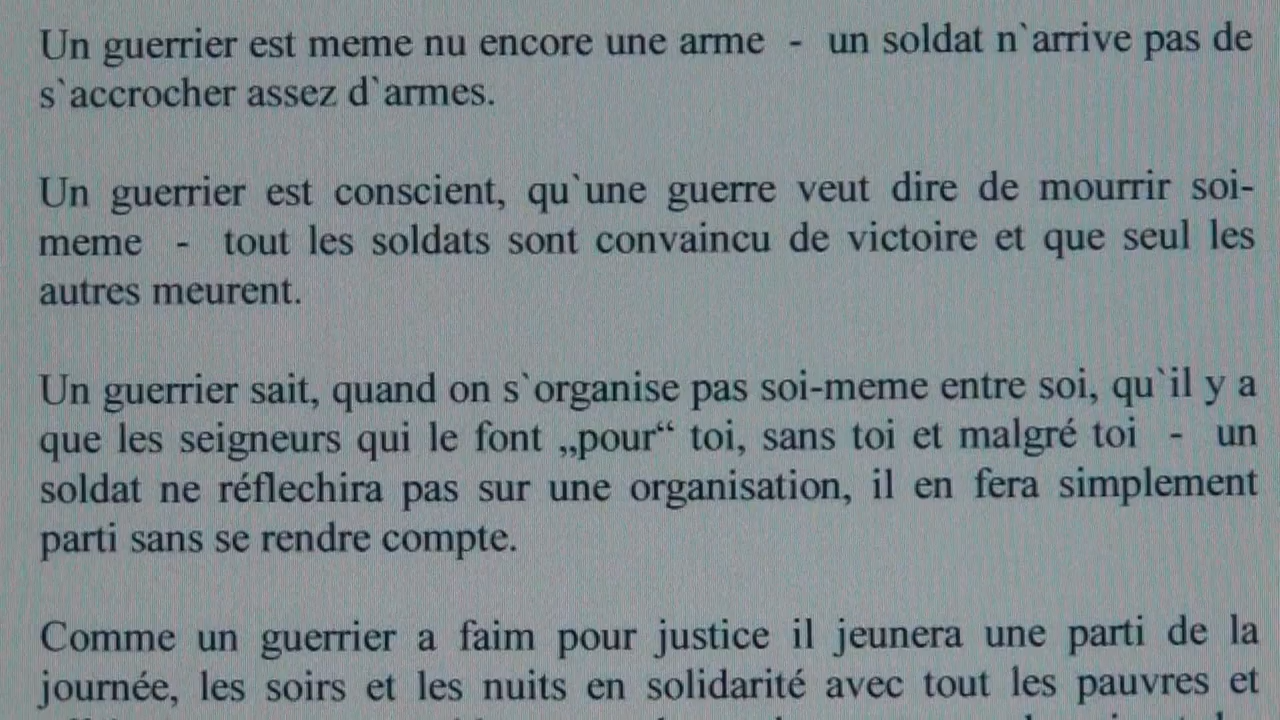 Un guerrier est meme nu encore une arme - un soldat n`arrive pas de
s`accrocher assez d`armes.
Un guerrier est conscient, qu`une guerre veut dire de mourrir soi-
meme - tout les soldats sont convaincu de victoire et que seul les
autres meurent.
Un guerrier sait, quand on s`organise pas soi-meme entre soi, qu`il y a
que les seigneurs qui le font „pour“ toi, sans toi et malgré toi - un
soldat ne réflechira pas sur une organisation, il en fera simplement
parti sans se rendre compte.
Comme un guerrier a faim pour justice il jeunera une parti de la
journée, les soirs et les nuits en solidarité avec tout les pauvres et